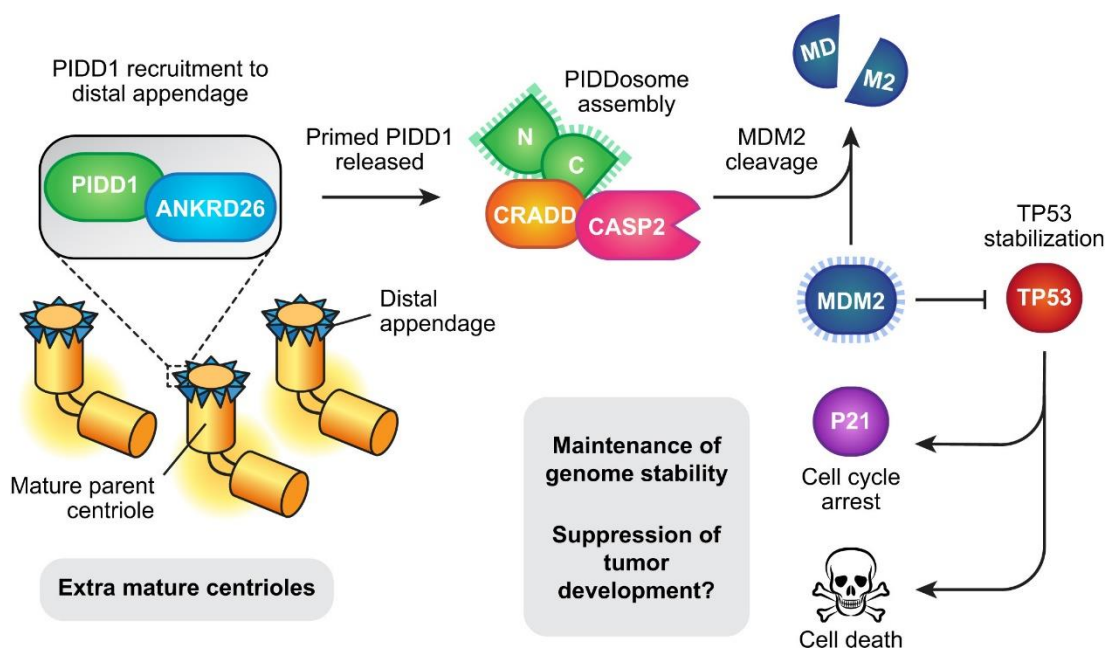 PIDD1 recruitment to
distal appendage
PIDD1
ANKRD26
Primed PIDD1
released
PIDDosome
assembly
N
C
CRADD
CASP2
MDM2
cleavage
MD
M2
MDM2
TP53
stabilization
TP53
Distal
appendage
Mature parent
centriole
Extra mature centrioles
Maintenance of
genome stability
Suppression of
tumor
development?
P21
Cell cycle
arrest
Cell death